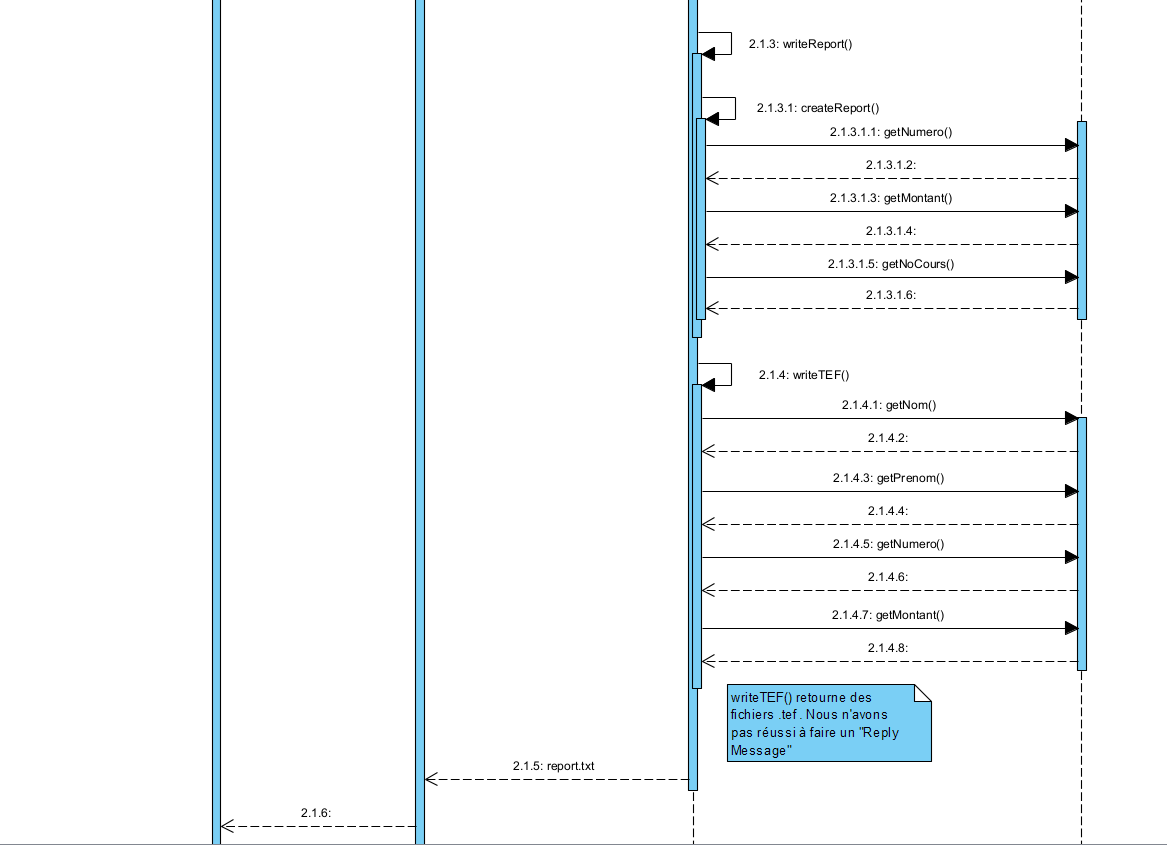 2.1.3: writeReport()
2.1.3.1: createReport()
2.1.3.1.1: getNumero()
2.1.3.1.2:
2.1.3.1.3: getMontant()
2.1.3.1.4:
2.1.3.1.5: getNoCours()
2.1.3.1.6:
2.1.4: writeTEF()
2.1.4.1: getNom()
2.1.4.2:
2.1.4.3: getPrenom()
2.1.4.4:
2.1.4.5: getNumero()
2.1.4.6:
2.1.4.7: getMontant()
2.1.4.8:
writeTEF() retourne des
fichiers .tef. Nous n'avons
pas réussi à faire un "Reply
Message"
2.1.5: report.txt
2.1.6: